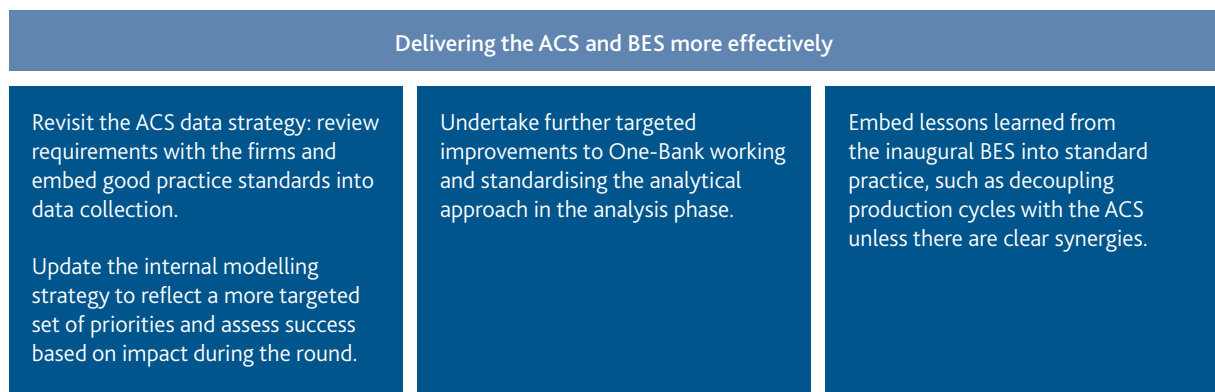 Delivering the ACS and BES more effectively
Revisit the ACS data strategy: review
requirements with the firms and
embed good practice standards into
data collection.
Update the internal modelling
strategy to reflect a more targeted
set of priorities and assess success
based on impact during the round.
Undertake further targeted
improvements to One-Bank working
and standardising the analytical
approach in the analysis phase.
Embed lessons learned from
the inaugural BES into standard
practice, such as decoupling
production cycles with the ACS
unless there are clear synergies.